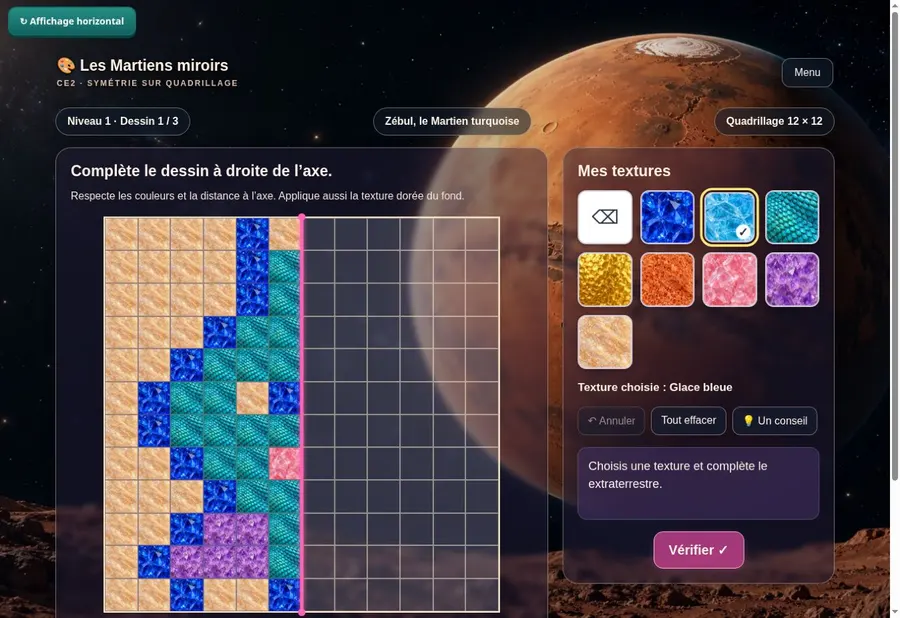 ↻ Affichage horizontal
🎨 Les Martiens miroirs
CE2 · SYMÉTRIE SUR QUADRILLAGE
Menu
Niveau 1 · Dessin 1 / 3
Zébul, le Martien turquoise
Quadrillage 12 × 12
Complète le dessin à droite de l’axe.
Respecte les couleurs et la distance à l’axe. Applique aussi la texture dorée du fond.
Mes textures
Texture choisie : Glace bleue
↶ Annuler
Tout effacer
💡 Un conseil
Choisis une texture et complète le
extraterrestre.
Vérifier ✓